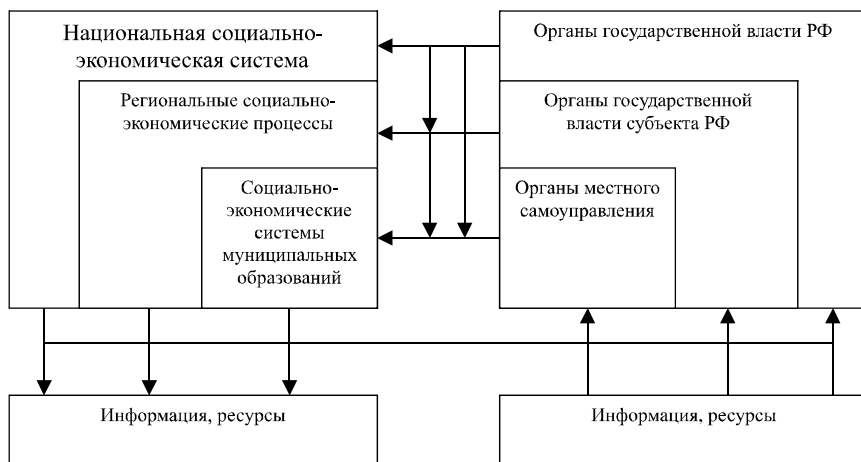 Национальная социально-
экономическая система
Региональные социально-
экономические процессы
Социально-
экономические
системы
муниципальных
образований
Органы государственной власти РФ
Органы государственной
власти субъекта РФ
Органы местного
самоуправления
Информация, ресурсы
Информация, ресурсы